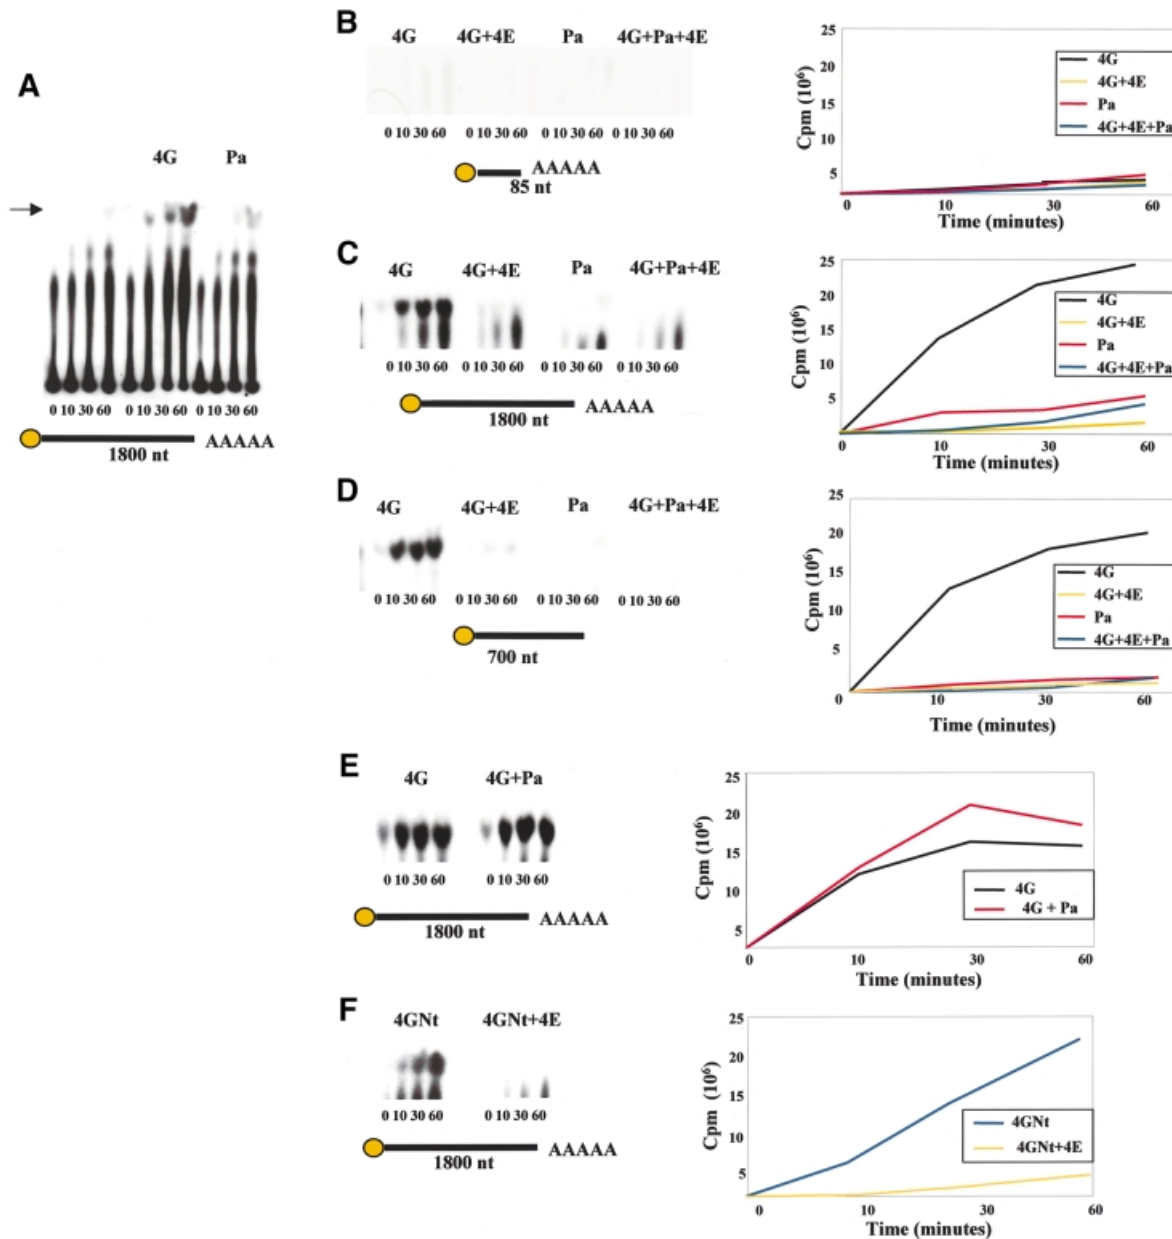 A
4G Pa
0 10 30 60 0 10 30 60 0 10 30 60
1800 nt AAAAA
B
4G 4G+4E Pa 4G+Pa+4E
0 10 30 60 0 10 30 60 0 10 30 60 0 10 30 60
AAAAA
85 nt
Cpm (10⁶)
25
20
15
10
5
4G
4G+4E
Pa
4G+4E+Pa
0 10 30 60
Time (minutes)
C
4G 4G+4E Pa 4G+Pa+4E
0 10 30 60 0 10 30 60 0 10 30 60 0 10 30 60
1800 nt AAAAA
Cpm (10⁶)
25
20
15
10
5
4G
4G+4E
Pa
4G+4E+Pa
0 10 30 60
Time (minutes)
D
4G 4G+4E Pa 4G+Pa+4E
0 10 30 60 0 10 30 60 0 10 30 60 0 10 30 60
700 nt
Cpm (10⁶)
25
20
15
10
5
0
4G
4G+4E
Pa
4G+4E+Pa
10 30 60
Time (minutes)
E
4G 4G+Pa
0 10 30 60 0 10 30 60
1800 nt AAAAA
Cpm (10⁶)
25
20
15
10
5
4G
4G + Pa
0 10 30 60
Time (minutes)
F
4GNt 4GNt+4E
0 10 30 60 0 10 30 60
1800 nt AAAAA
Cpm (10⁶)
25
20
15
10
5
4GNt
4GNt+4E
0 10 30 60
Time (minutes)